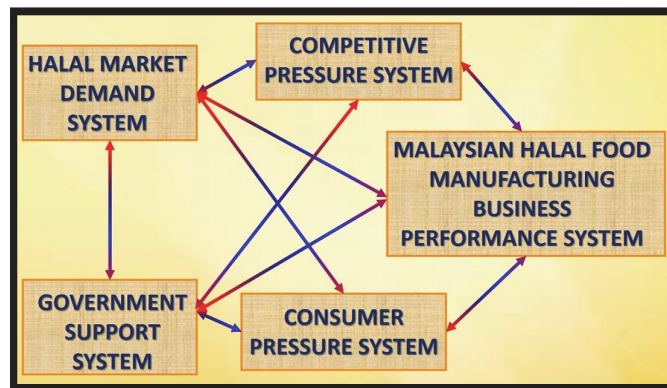 HALAL MARKET
DEMAND
SYSTEM
COMPETITIVE
PRESSURE SYSTEM
MALAYSIAN HALAL FOOD
MANUFACTURING
BUSINESS
PERFORMANCE SYSTEM
GOVERNMENT
SUPPORT
SYSTEM
CONSUMER
PRESSURE SYSTEM